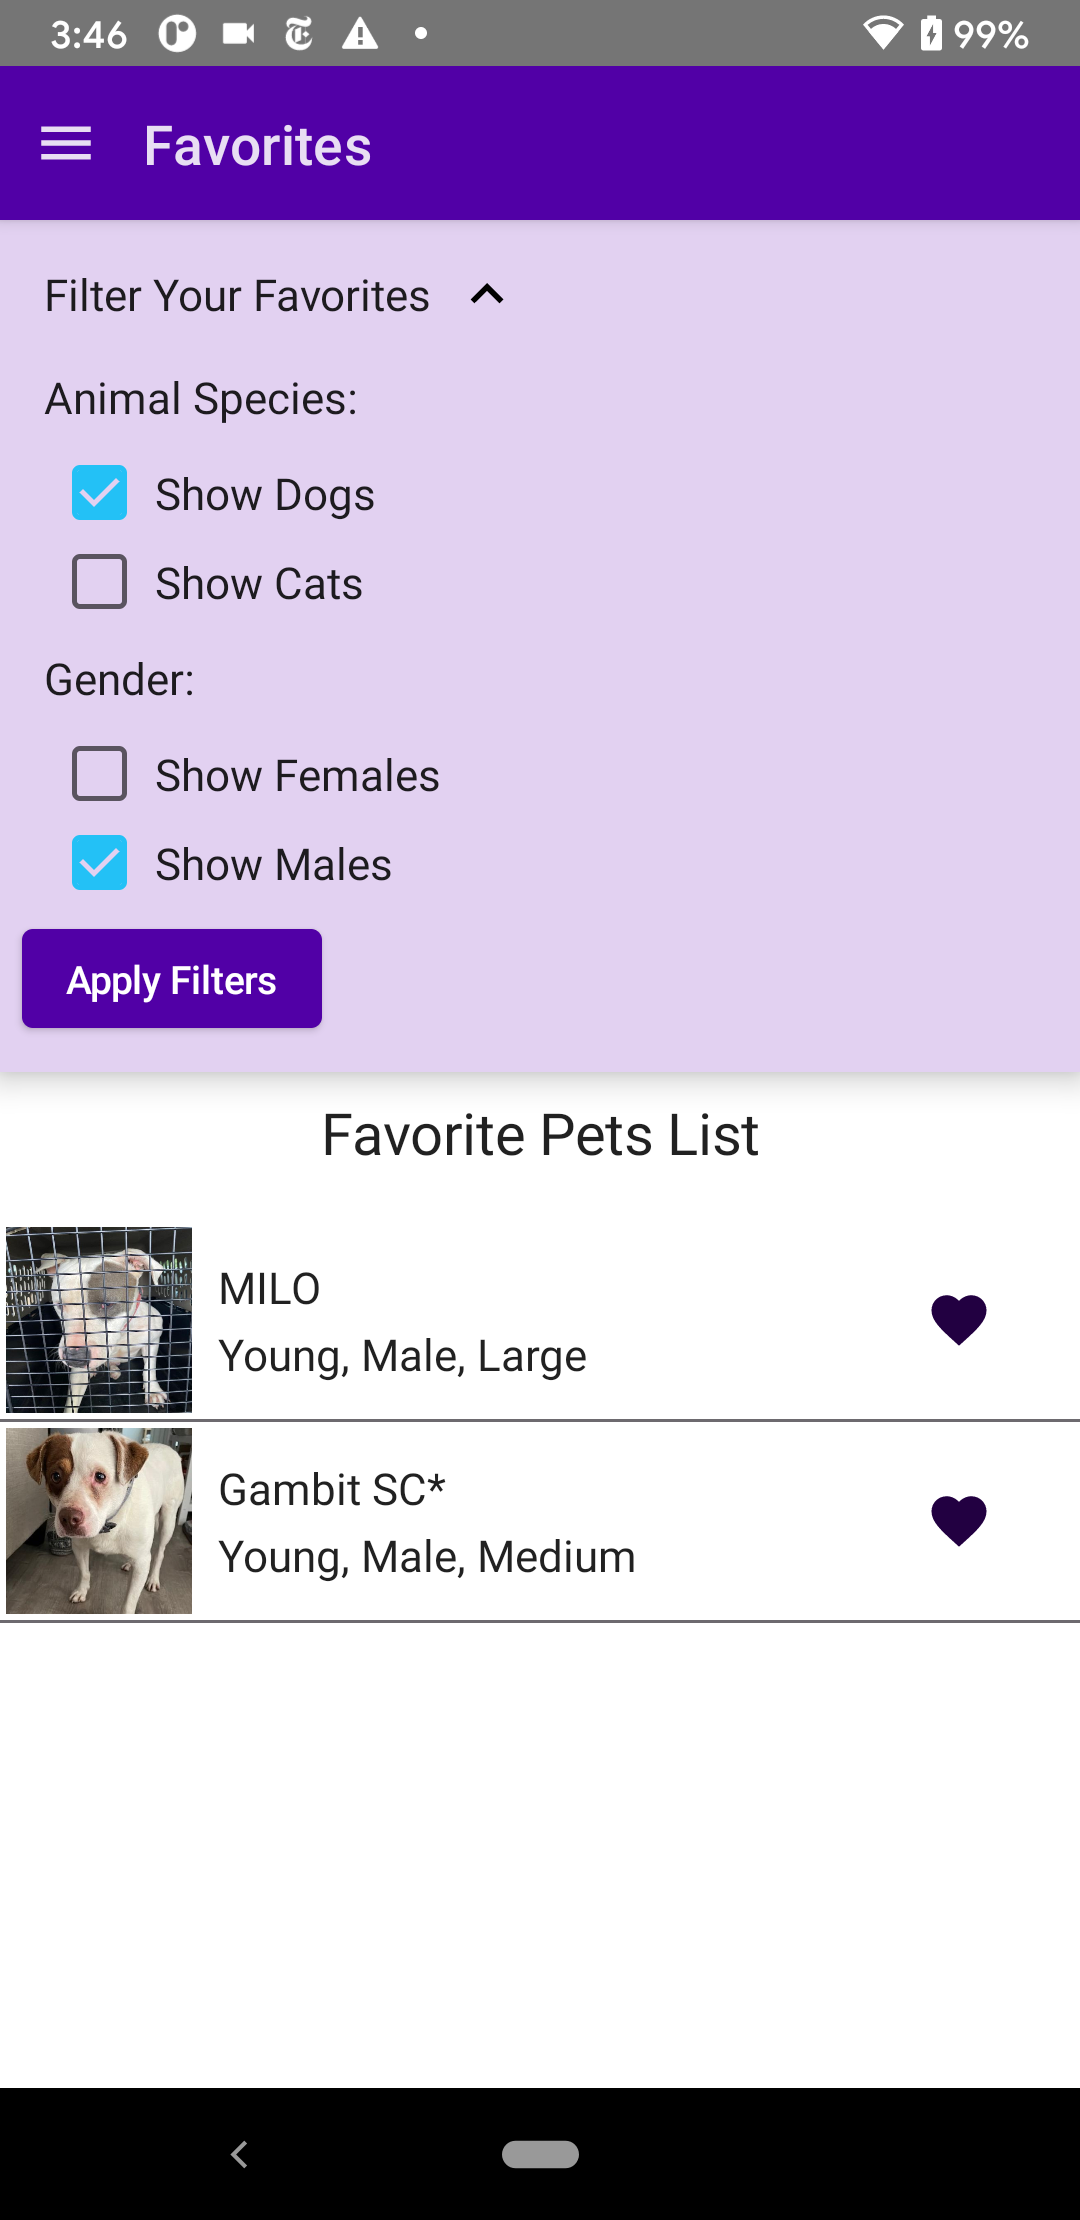 3:46
99%
Favorites
Filter Your Favorites
Animal Species:
Show Dogs
Show Cats
Gender:
Show Females
Show Males
Apply Filters
Favorite Pets List
MILO
Young, Male, Large
Gambit SC*
Young, Male, Medium